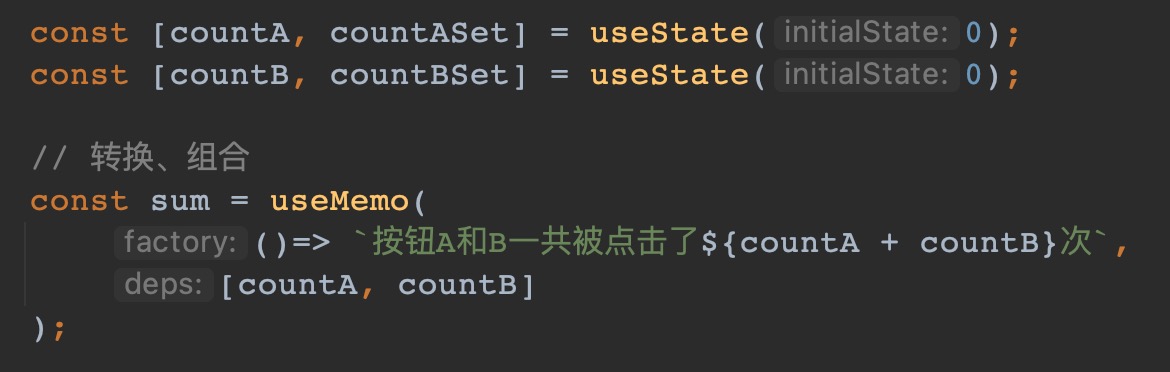 const [countA, countASet] = useState( initialState: 0);
const [countB, countBSet] = useState( initialState: 0);
// 转换、组合
const sum = useMemo(
factory: ()=> `按钮A和B一共被点击了${countA + countB}次`,
deps: [countA, countB]
);